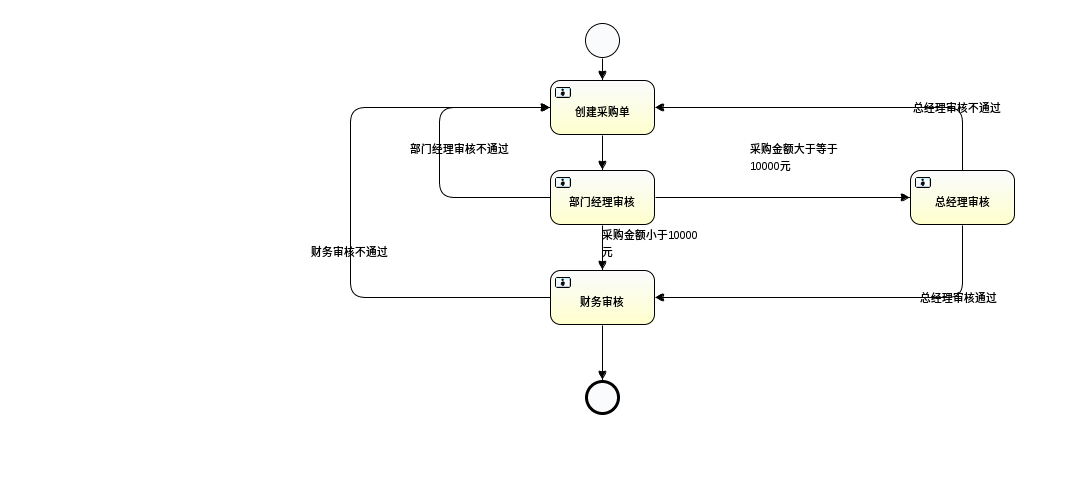 创建采购单
总经理审核不通过
部门经理审核不通过
采购金额大于等于
10000元
部门经理审核
总经理审核
采购金额小于10000
元
财务审核不通过
财务审核
总经理审核通过